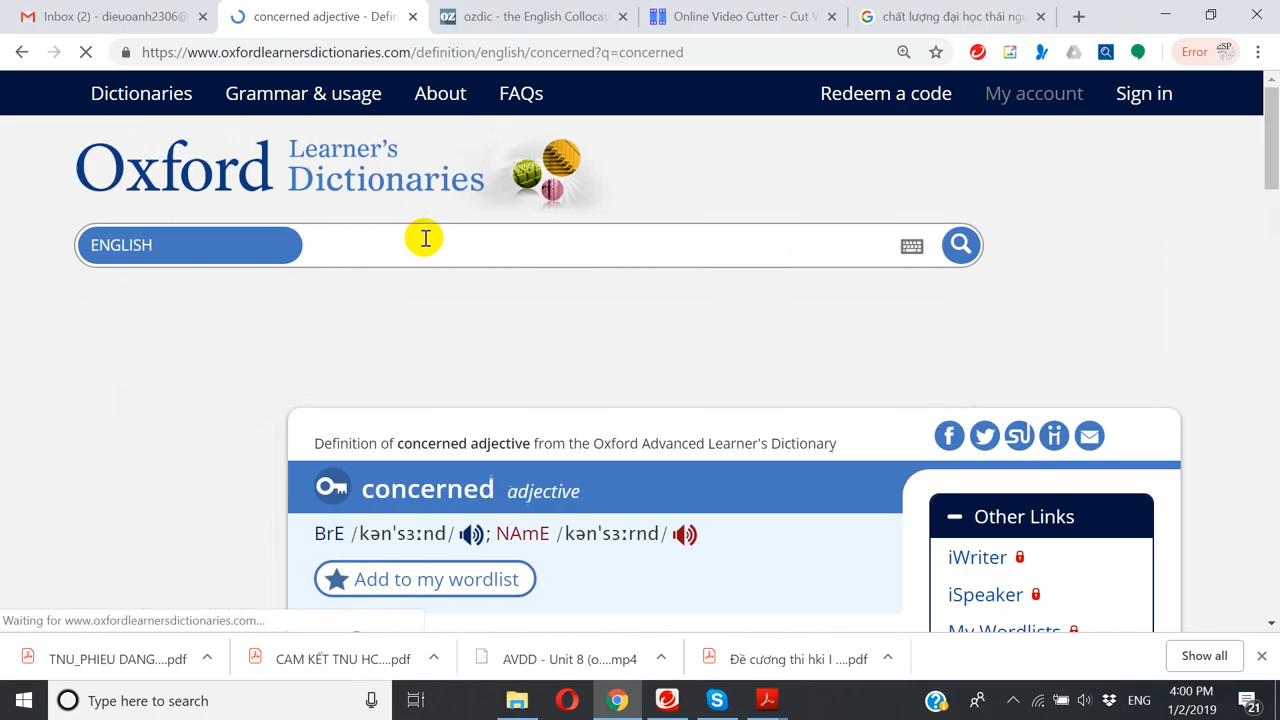 Inbox (2) - dieuoanh2306@
concerned adjective - Defin
ozdic - the English Collocat
Online Video Cutter - Cut V
chất lượng đại học thái ngu
https://www.oxfordlearnersdictionaries.com/definition/english/concerned?q=concerned
Error
Dictionaries Grammar & usage About FAQs Redeem a code My account Sign in
Oxford Learner's Dictionaries
ENGLISH
Definition of concerned adjective from the Oxford Advanced Learner's Dictionary
concerned adjective
BrE /kənˈsɜːnd/ ; NAmE /kənˈsɜːrnd/
Add to my wordlist
Other Links
iWriter
iSpeaker
My Wordlists
Waiting for www.oxfordlearnersdictionaries.com...
TNU_PHIEU DANG....pdf
CAM KẾT TNU HC....pdf
AVDD - Unit 8 (o....mp4
Đề cương thi hki I ....pdf
Show all
Type here to search
ENG
4:00 PM
1/2/2019
21